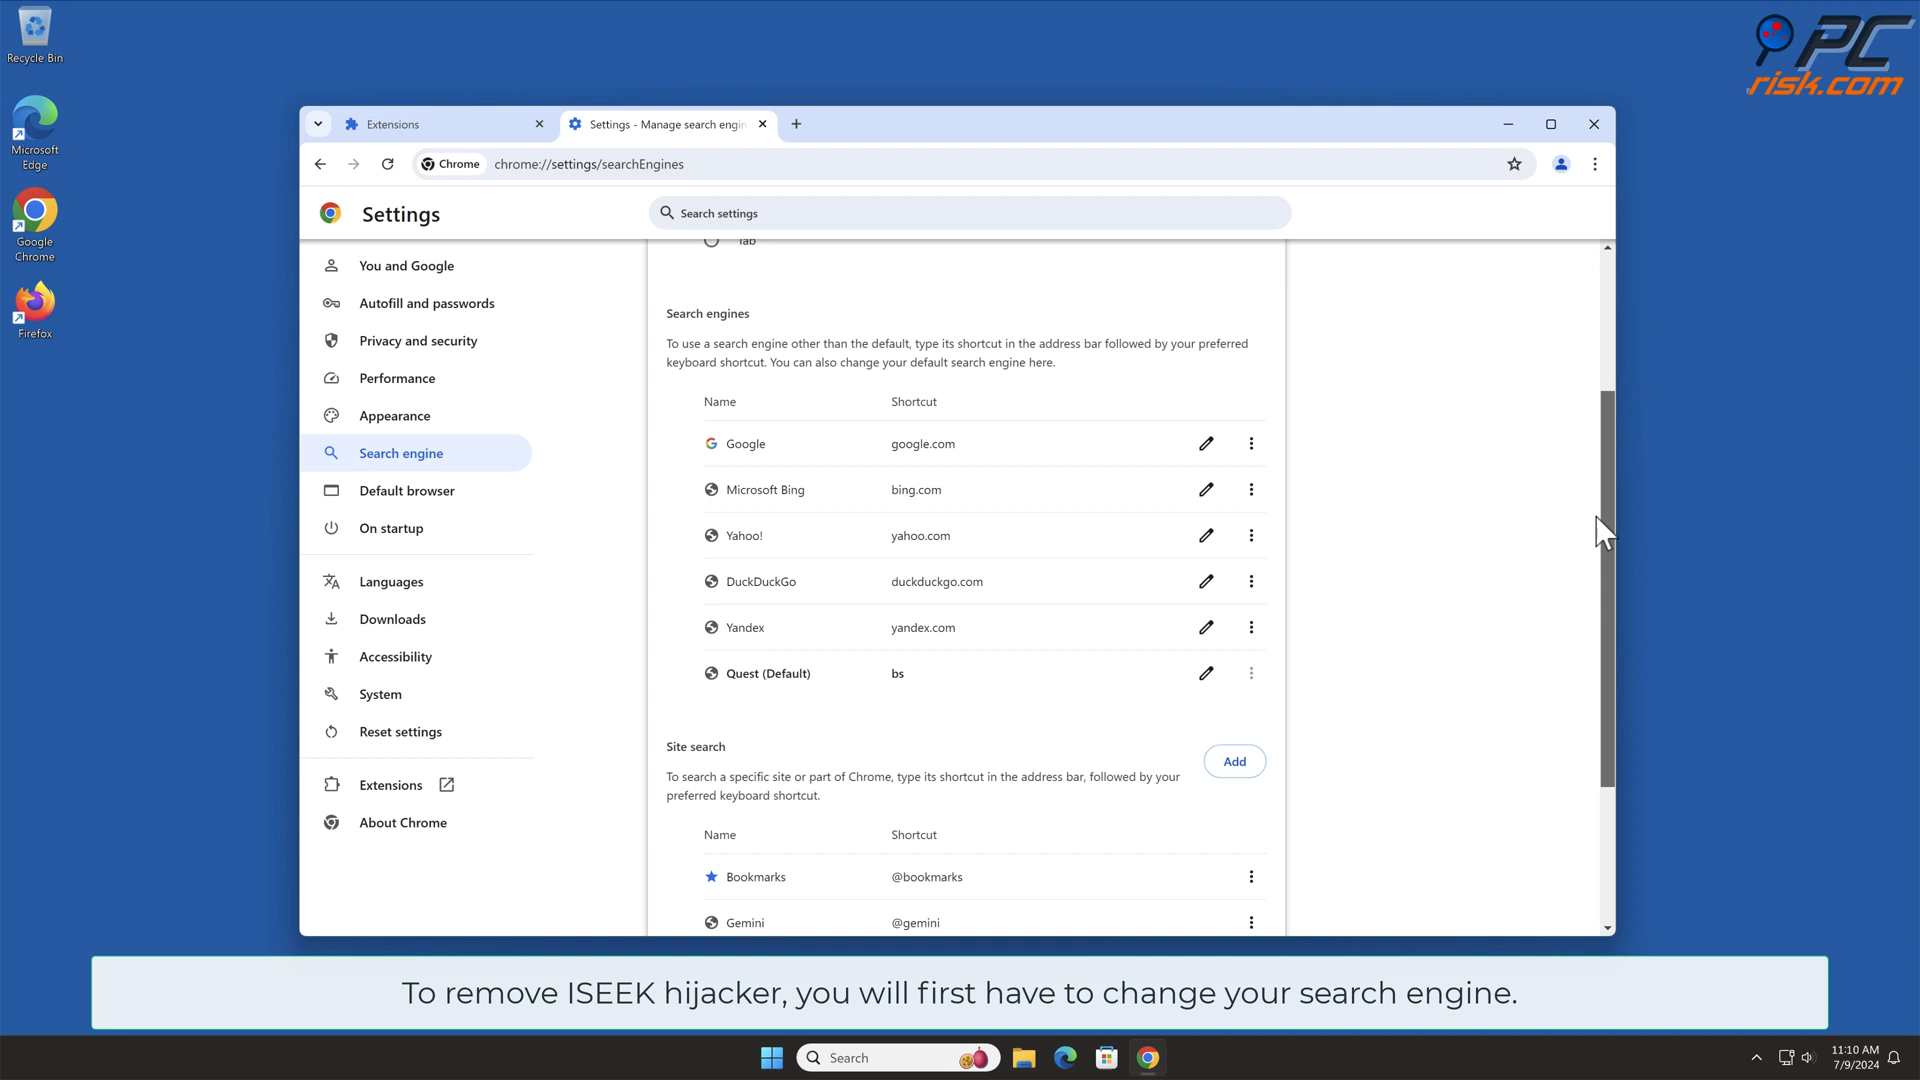 Recycle Bin
Microsoft
Edge
Google
Chrome
Firefox
PC
risk.com
Extensions
Settings - Manage search engin
Chrome
chrome://settings/searchEngines
Settings
Search settings
You and Google
Autofill and passwords
Privacy and security
Performance
Appearance
Search engine
Default browser
On startup
Languages
Downloads
Accessibility
System
Reset settings
Extensions
About Chrome
Tab
Search engines
To use a search engine other than the default, type its shortcut in the address bar followed by your preferred
keyboard shortcut. You can also change your default search engine here.
Name Shortcut
Google google.com
Microsoft Bing bing.com
Yahoo! yahoo.com
DuckDuckGo duckduckgo.com
Yandex yandex.com
Quest (Default) bs
Site search
Add
To search a specific site or part of Chrome, type its shortcut in the address bar, followed by your
preferred keyboard shortcut.
Name Shortcut
Bookmarks @bookmarks
Gemini @gemini
To remove ISEEK hijacker, you will first have to change your search engine.
Search
11:10 AM
7/9/2024